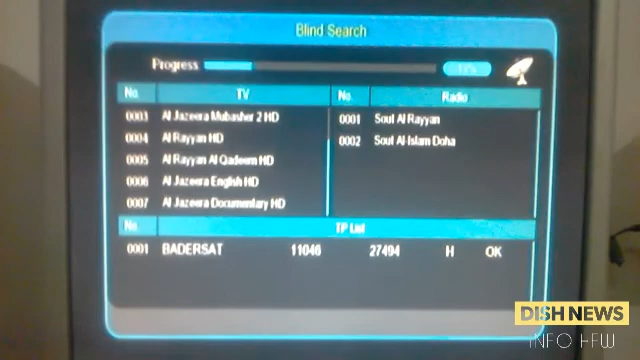 Blind Search
Progress
No. TV No. Radio
0003 Al Jazeera Mubasher 2 HD 0001 Sout Al Rayyan
0004 Al Rayyan HD 0002 Sout Al-Islam Doha
0005 Al Rayyan Al Qadeem HD
0006 Al Jazeera English HD
0007 Al Jazeera Documentary HD
No. TP List
0001 BADERSAT 11046 27494 H OK
DISH NEWS
INFO HFW